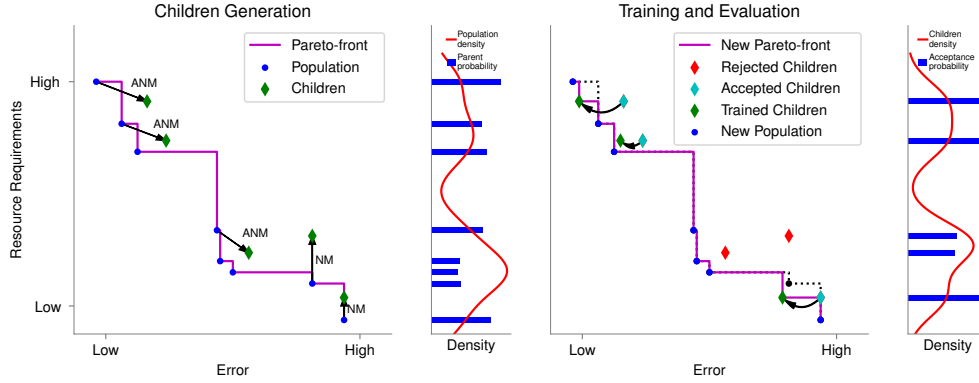 Children Generation
Training and Evaluation
Pareto-front
Population
Children
Population
density
Parent
probability
New Pareto-front
Rejected Children
Accepted Children
Trained Children
New Population
Children
density
Acceptance
probability
High
Low
Resource Requirements
ANM
ANM
ANM
NM
NM
Low
High
Error
Density
Low
High
Error
Density